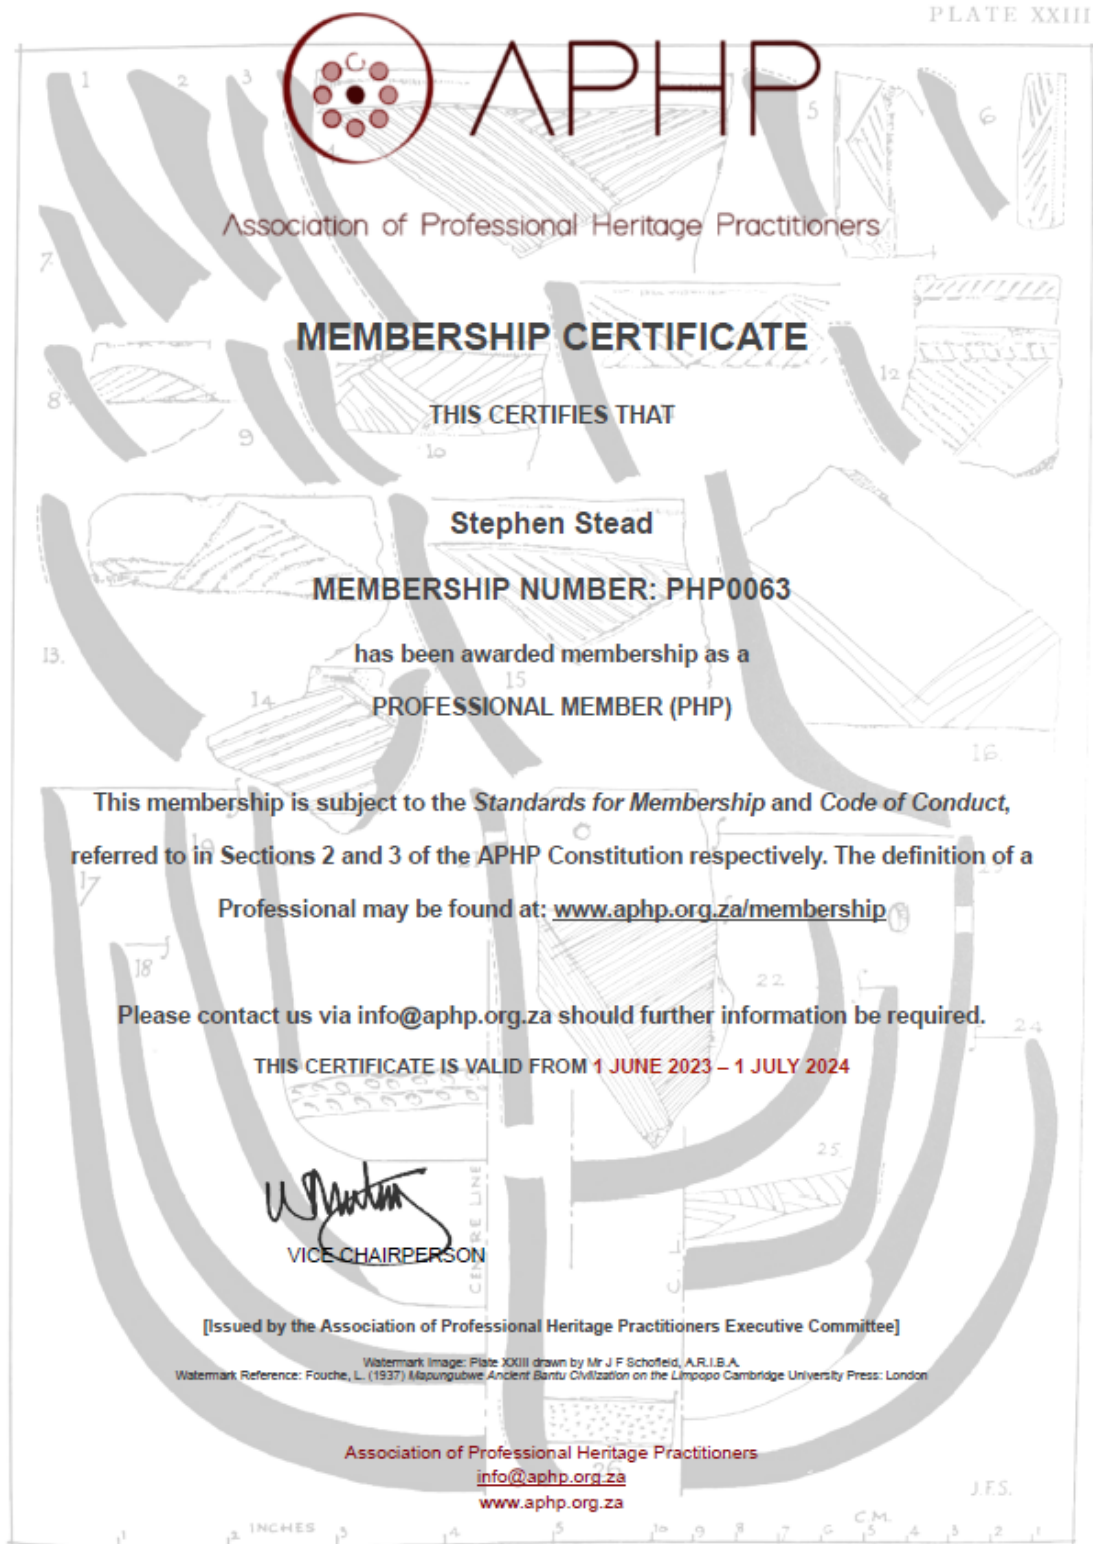 PLATE XXIII
APHP
Association of Professional Heritage Practitioners
MEMBERSHIP CERTIFICATE
THIS CERTIFIES THAT
Stephen Stead
MEMBERSHIP NUMBER: PHP0063
has been awarded membership as a
PROFESSIONAL MEMBER (PHP)
This membership is subject to the Standards for Membership and Code of Conduct,
referred to in Sections 2 and 3 of the APHP Constitution respectively. The definition of a
Professional may be found at: www.aphp.org.za/membership
Please contact us via info@aphp.org.za should further information be required.
THIS CERTIFICATE IS VALID FROM 1 JUNE 2023 – 1 JULY 2024
VICE CHAIRPERSON
CENTRE LINE
C. L.
[Issued by the Association of Professional Heritage Practitioners Executive Committee]
Watermark Image: Plate XXIII drawn by Mr J F Schofield, A.R.I.B.A.
Watermark Reference: Fouche, L. (1937) Mapungubwe Ancient Bantu Civilization on the Limpopo Cambridge University Press: London
Association of Professional Heritage Practitioners
info@aphp.org.za
www.aphp.org.za
J.F.S.
INCHES
C.M.